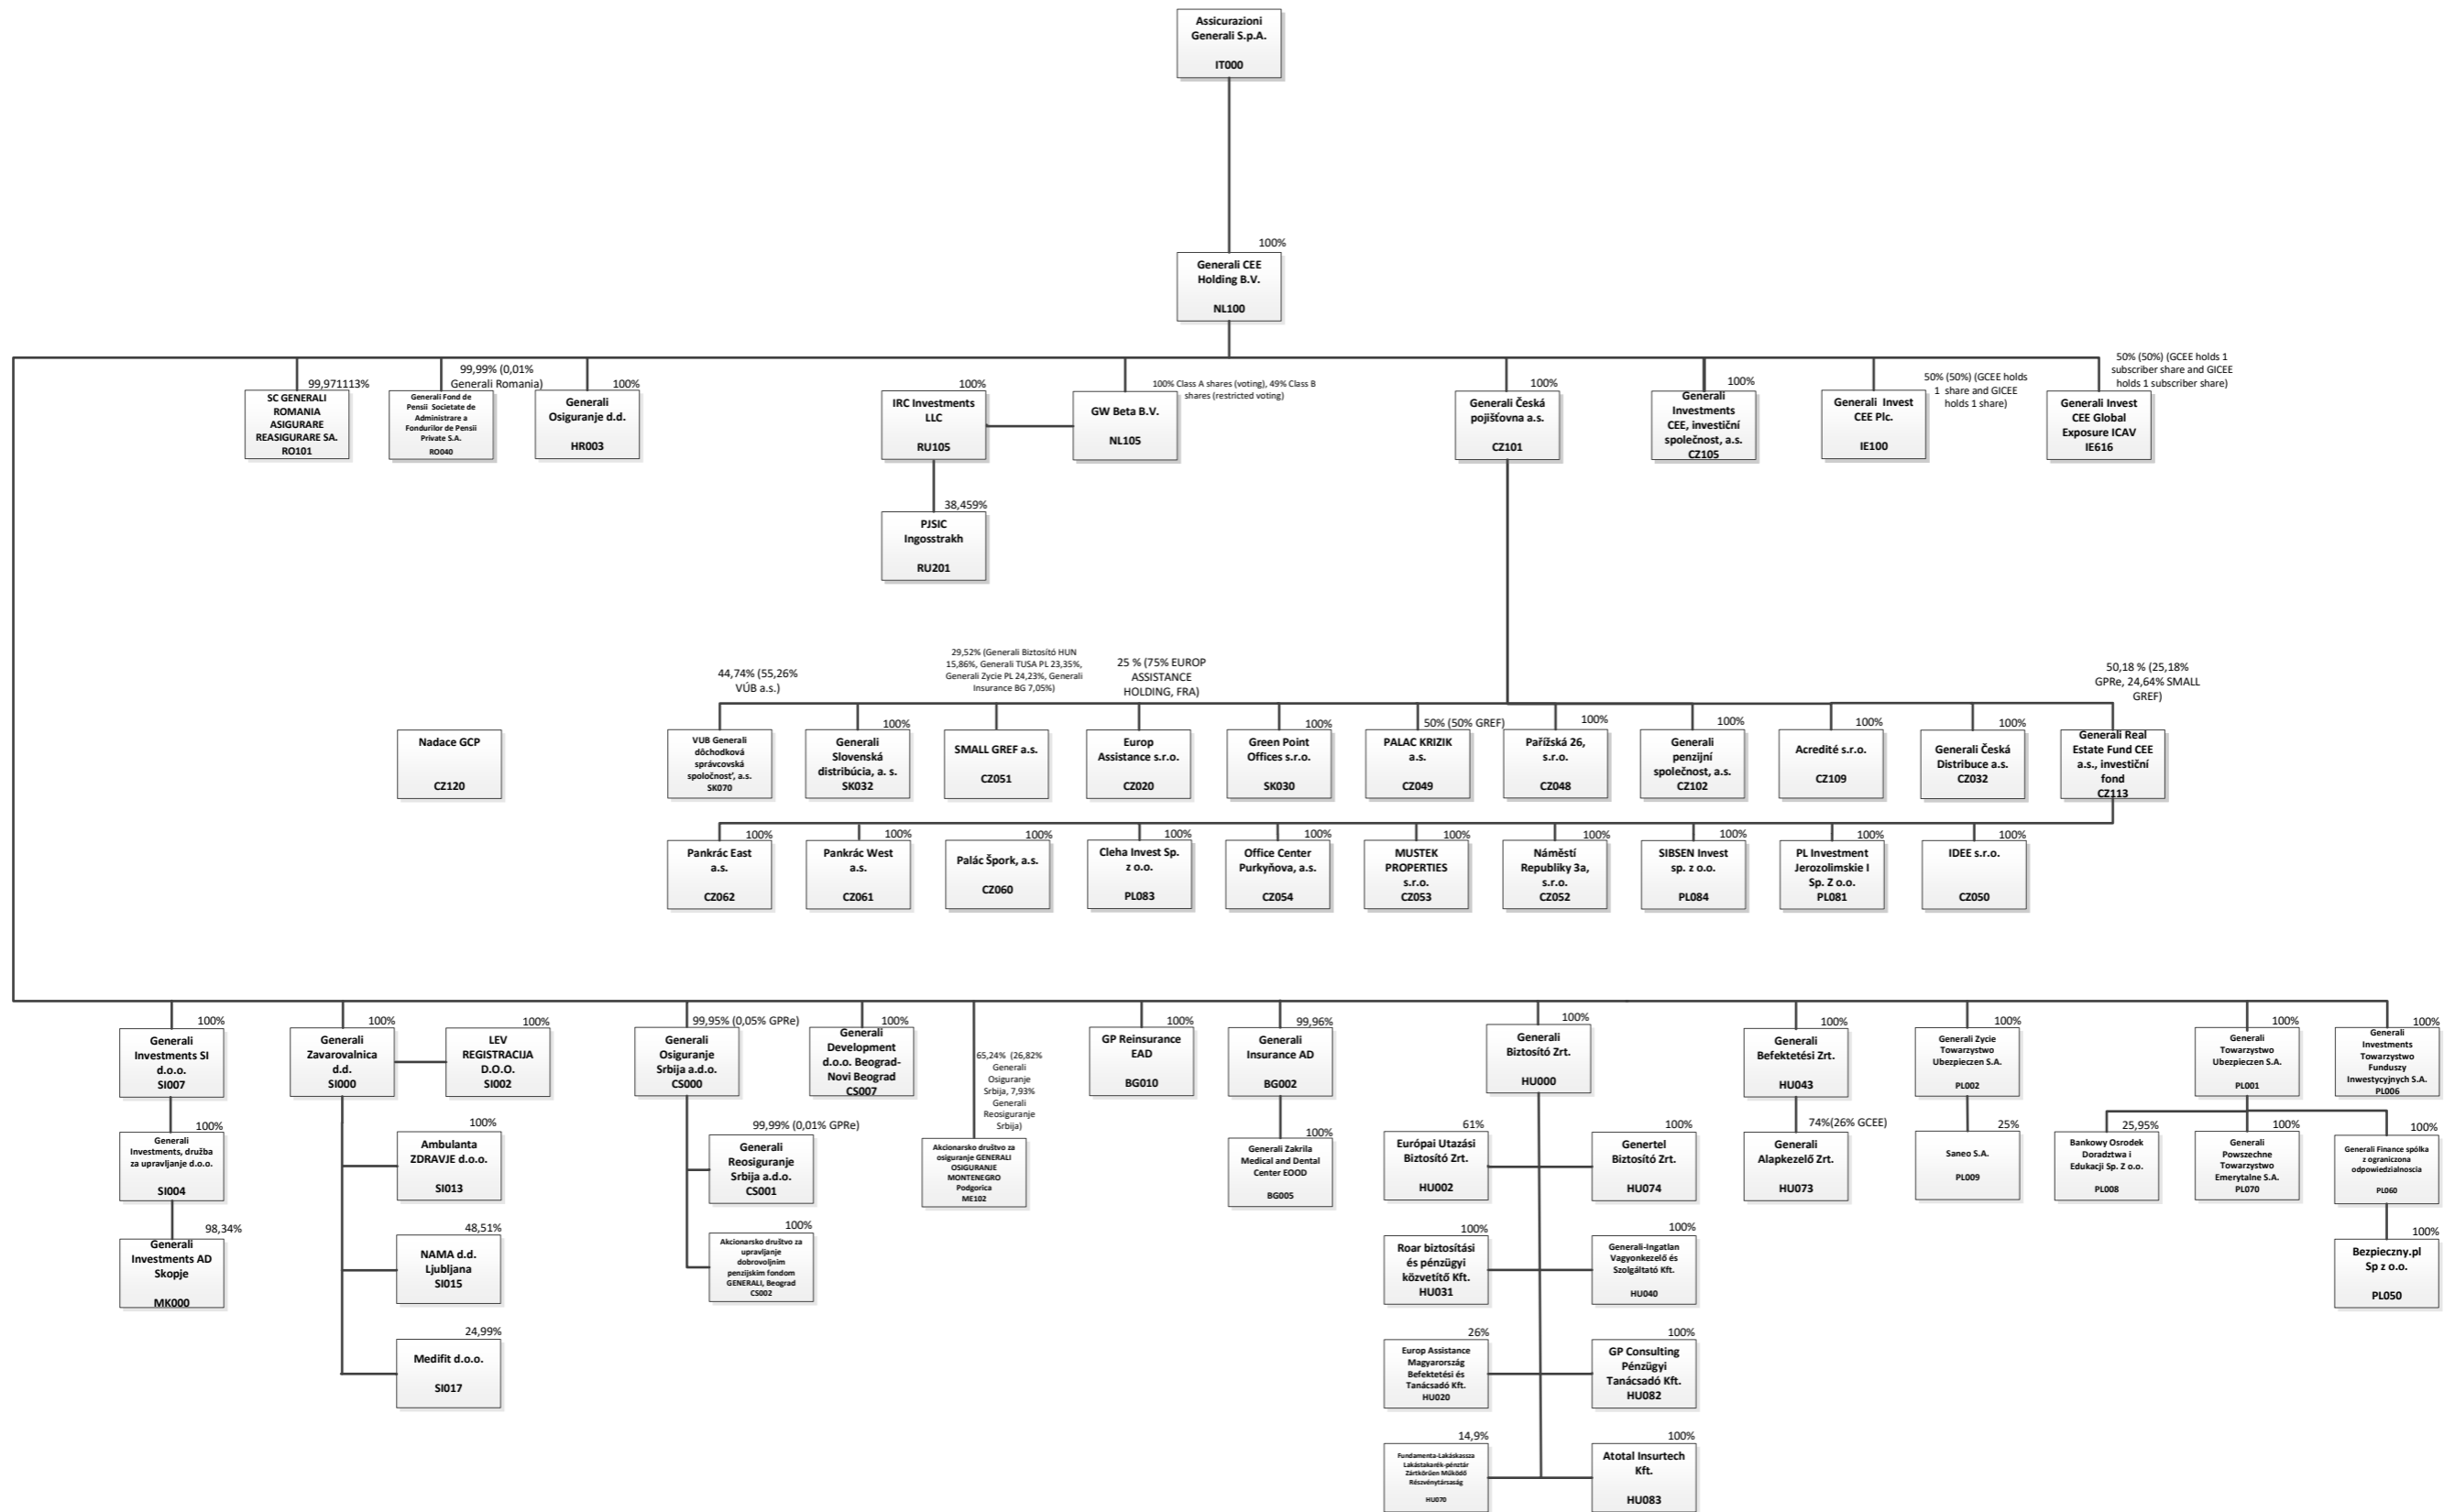 Assicurazioni
Generali S.p.A.
IT000
100%
Generali CEE
Holding B.V.
NL100
99,971113%
SC GENERALI
ROMANIA
ASIGURARE
REASIGURARE SA.
RO101
99,99% (0,01%
Generali Romania)
Generali Fond de
Pensii Societate de
Administrare a
Fondurilor de Pensii
Private S.A.
RO040
100%
Generali
Osiguranje d.d.
HR003
100%
IRC Investments
LLC
RU105
100% Class A shares (voting), 49% Class B
shares (restricted voting)
GW Beta B.V.
NL105
100%
Generali Česká
pojišťovna a.s.
CZ101
100%
Generali
Investments
CEE, investiční
společnost, a.s.
CZ105
50% (50%) (GCEE holds
1 share and GICEE
holds 1 share)
Generali Invest
CEE Plc.
IE100
50% (50%) (GCEE holds 1
subscriber share and GICEE
holds 1 subscriber share)
Generali Invest
CEE Global
Exposure ICAV
IE616
38,459%
PJSIC
Ingosstrakh
RU201
Nadace GCP
CZ120
44,74% (55,26%
VÚB a.s.)
VUB Generali
dôchodková
správcovská
spoločnosť, a.s.
SK070
100%
Generali
Slovenská
distribúcia, a. s.
SK032
29,52% (Generali Biztosító HUN
15,86%, Generali TUSA PL 23,35%,
Generali Zycie PL 24,23%, Generali
Insurance BG 7,05%)
SMALL GREF a.s.
CZ051
25 % (75% EUROP
ASSISTANCE
HOLDING, FRA)
Europ
Assistance s.r.o.
CZ020
100%
Green Point
Offices s.r.o.
SK030
50% (50% GREF)
PALAC KRIZIK
a.s.
CZ049
100%
Pařížská 26,
s.r.o.
CZ048
100%
Generali
penzijní
společnost, a.s.
CZ102
100%
Acredité s.r.o.
CZ109
100%
Generali Česká
Distribuce a.s.
CZ032
50,18 % (25,18%
GPRe, 24,64% SMALL
GREF)
Generali Real
Estate Fund CEE
a.s., investiční
fond
CZ113
100%
Pankrác East
a.s.
CZ062
100%
Pankrác West
a.s.
CZ061
100%
Palác Špork, a.s.
CZ060
100%
Cleha Invest Sp.
z o.o.
PL083
100%
Office Center
Purkyňova, a.s.
CZ054
100%
MUSTEK
PROPERTIES
s.r.o.
CZ053
100%
Náměstí
Republiky 3a,
s.r.o.
CZ052
100%
SIBSEN Invest
sp. z o.o.
PL084
100%
PL Investment
Jerozolimskie I
Sp. Z o.o.
PL081
100%
IDEE s.r.o.
CZ050
100%
Generali
Investments SI
d.o.o.
SI007
100%
Generali
Zavarovalnica
d.d.
SI000
100%
LEV
REGISTRACIJA
D.O.O.
SI002
99,95% (0,05% GPRe)
Generali
Osiguranje
Srbija a.d.o.
CS000
100%
Generali
Development
d.o.o. Beograd-
Novi Beograd
CS007
65,24% (26,82%
Generali
Osiguranje
Srbija, 7,93%
Generali
Reosiguranje
Srbija)
Akcionarsko društvo za
osiguranje GENERALI
OSIGURANJE
MONTENEGRO
Podgorica
ME102
100%
GP Reinsurance
EAD
BG010
99,96%
Generali
Insurance AD
BG002
100%
Generali
Biztosító Zrt.
HU000
100%
Generali
Befektetési Zrt.
HU043
100%
Generali Zycie
Towarzystwo
Ubezpieczen S.A.
PL002
100%
Generali
Towarzystwo
Ubezpieczen S.A.
PL001
100%
Generali
Investments
Towarzystwo
Funduszy
Inwestycyjnych S.A.
PL006
100%
Generali
Investments, družba
za upravljanje d.o.o.
SI004
100%
Ambulanta
ZDRAVJE d.o.o.
SI013
99,99% (0,01% GPRe)
Generali
Reosiguranje
Srbija a.d.o.
CS001
100%
Generali Zakrila
Medical and Dental
Center EOOD
BG005
61%
Európai Utazási
Biztosító Zrt.
HU002
100%
Genertel
Biztosító Zrt.
HU074
74%(26% GCEE)
Generali
Alapkezelő Zrt.
HU073
25%
Saneo S.A.
PL009
25,95%
Bankowy Osrodek
Doradztwa i
Edukacji Sp. Z o.o.
PL008
100%
Generali
Powszechne
Towarzystwo
Emerytalne S.A.
PL070
100%
Generali Finance spólka
z ograniczona
odpowiedzialnoscia
PL060
98,34%
Generali
Investments AD
Skopje
MK000
48,51%
NAMA d.d.
Ljubljana
SI015
100%
Akcionarsko društvo za
upravljanje
dobrovoljnim
penzijskim fondom
GENERALI, Beograd
CS002
100%
Roar biztosítási
és pénzügyi
közvetítő Kft.
HU031
100%
Generali-Ingatlan
Vagyonkezelő és
Szolgáltató Kft.
HU040
100%
Bezpieczny.pl
Sp z o.o.
PL050
24,99%
Medifit d.o.o.
SI017
26%
Europ Assistance
Magyarország
Befektetési és
Tanácsadó Kft.
HU020
100%
GP Consulting
Pénzügyi
Tanácsadó Kft.
HU082
14,9%
Fundamenta-Lakáskassza
Lakástakarék-pénztár
Zártkörűen Működő
Részvénytársaság
HU070
100%
Atotal Insurtech
Kft.
HU083